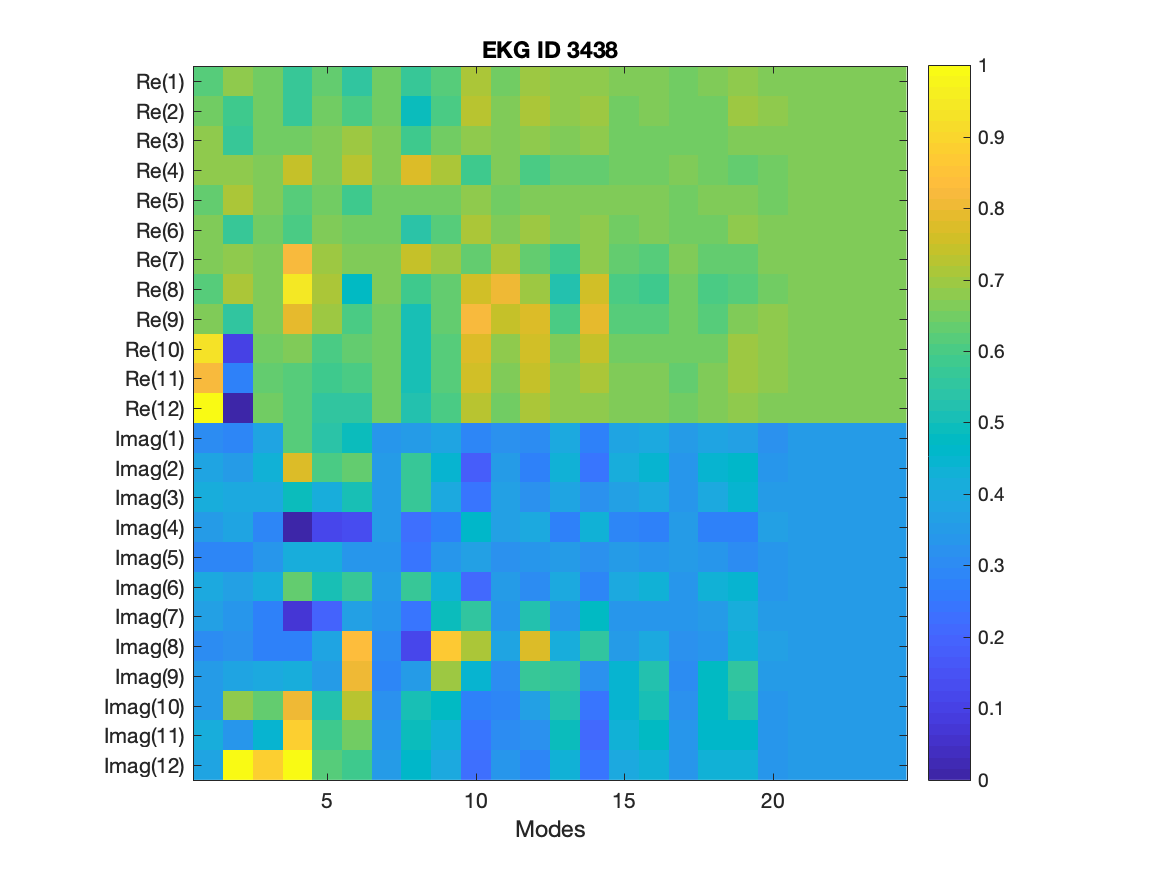 EKG ID 3438
Re(1)
Re(2)
Re(3)
Re(4)
Re(5)
Re(6)
Re(7)
Re(8)
Re(9)
Re(10)
Re(11)
Re(12)
Imag(1)
Imag(2)
Imag(3)
Imag(4)
Imag(5)
Imag(6)
Imag(7)
Imag(8)
Imag(9)
Imag(10)
Imag(11)
Imag(12)
5 10 15 20
Modes
1
0.9
0.8
0.7
0.6
0.5
0.4
0.3
0.2
0.1
0